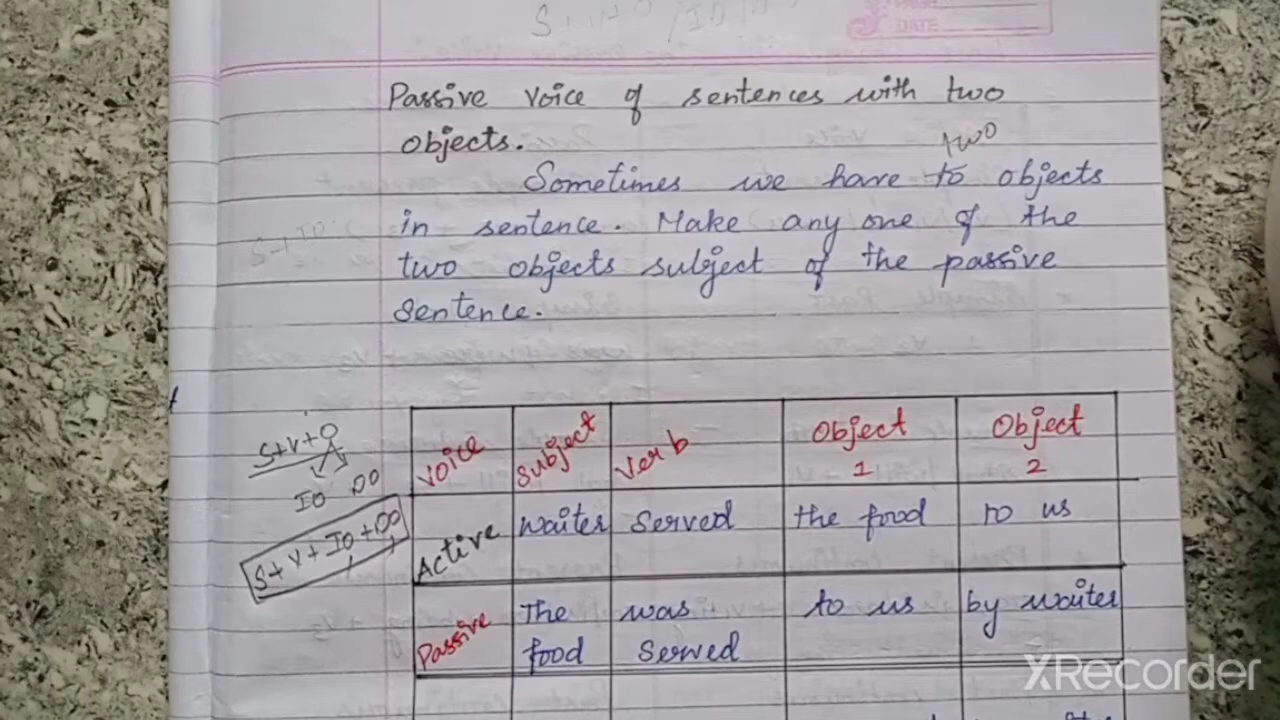 S+V+O / IO
DATE
Passive voice of sentences with two
objects.
two
Sometimes we have to objects
in sentence. Make any one of the
two objects subject of the passive
sentence.
S+V+O
IO DO
S+V+IO+DO
Voice Subject Verb Object 1 Object 2
Active Waiter Served the food to us
Passive The food was Served to us by waiter
XRecorder